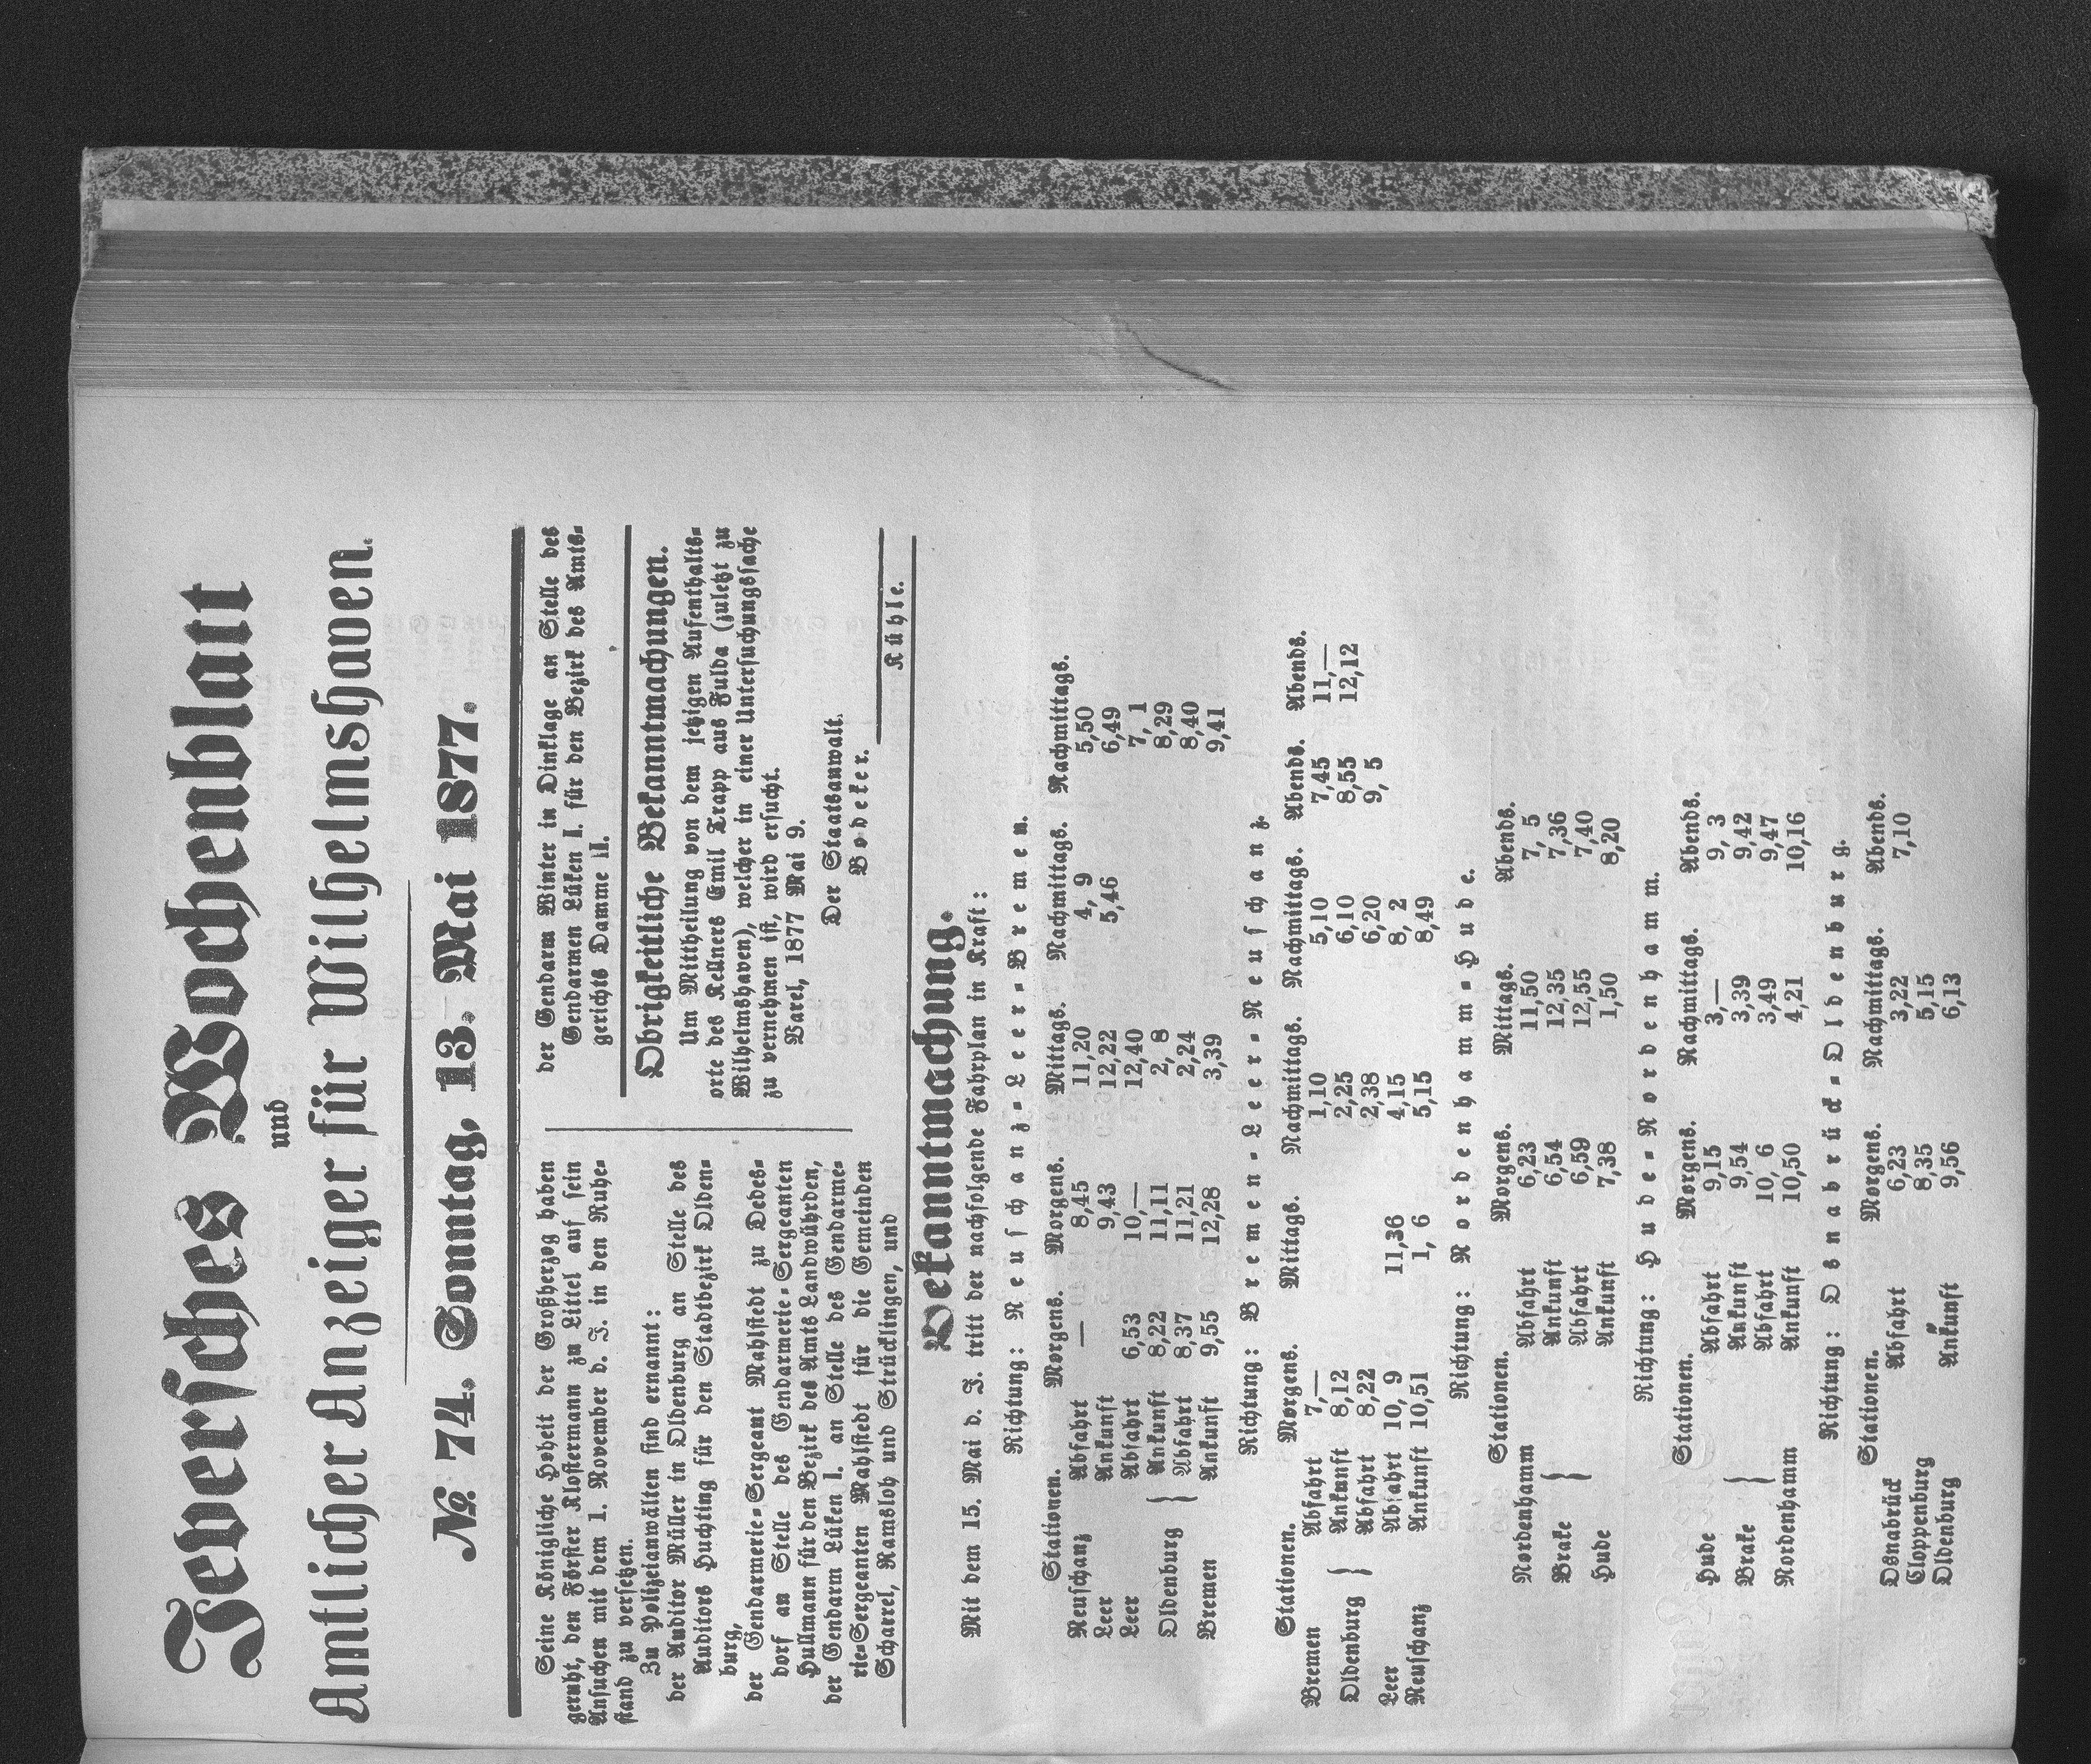 Jeversches Wochenblatt
und
Amtlicher Anzeiger für Wilhelmshaven.
№. 74. Sonntag, 13. Mai 1877.
Seine Königliche Hoheit der Großherzog haben
geruht, den Förster Klostermann zu Littel auf sein
Ansuchen mit dem 1. November d. J. in den Ruhe-
stand zu versetzen.
Zu Polizeianwälten sind ernannt:
der Auditor Müller in Oldenburg an Stelle des
Auditors Huchting für den Stadtbezirk Olden-
burg,
der Gendarmerie-Sergeant Mahlstedt zu Dedes-
dorf an Stelle des Gendarmerie-Sergeanten
Hullmann für den Bezirk des Amts Landwührden,
der Gendarm Lüken I. an Stelle des Gendarme-
rie-Sergeanten Mahlstedt für die Gemeinden
Scharrel, Ramsloh und Strücklingen, und
der Gendarm Winter in Dinklage an Stelle des
Gendarmen Lüken I. für den Bezirk des Amts-
gerichts Damme II.
Obrigkeitliche Bekanntmachungen.
Um Mittheilung von dem jetzigen Aufenthalts-
orte des Kellners Emil Trapp aus Fulda (zuletzt zu
Wilhelmshaven), welcher in einer Untersuchungssache
zu vernehmen ist, wird ersucht.
Varel, 1877 Mai 9.
Der Staatsanwalt.
Bodeker.
Kühle.
Bekanntmachung.
Mit dem 15. Mai d. J. tritt der nachfolgende Fahrplan in Kraft:
Richtung: Neuschanz-Leer-Bremen.
Stationen. Morgens. Morgens. Mittags. Nachmittags. Nachmittags.
Neuschanz Abfahrt — 8,45 11,20 4, 9 5,50
Leer Ankunft 9,43 12,22 5,46 6,49
Leer Abfahrt 6,53 10,— 12,40 7, 1
Oldenburg } Ankunft 8,22 11,11 2, 8 8,29
Abfahrt 8,37 11,21 2,24 8,40
Bremen Ankunft 9,55 12,28 3,39 9,41
Richtung: Bremen-Leer-Neuschanz.
Stationen. Morgens. Mittags. Nachmittags. Nachmittags. Abends. Abends.
Bremen Abfahrt 7,— 1,10 5,10 7,45 11,—
Oldenburg } Ankunft 8,12 2,25 6,10 8,55 12,12
Abfahrt 8,22 2,38 6,20 9, 5
Leer Abfahrt 10, 9 11,36 4,15 8, 2
Neuschanz Ankunft 10,51 1, 6 5,15 8,49
Richtung: Nordenhamm-Hude.
Stationen. Morgens. Mittags. Abends.
Nordenhamm Abfahrt 6,23 11,50 7, 5
Brake } Ankunft 6,54 12,35 7,36
Abfahrt 6,59 12,55 7,40
Hude Ankunft 7,38 1,50 8,20
Richtung: Hude-Nordenhamm.
Stationen. Morgens. Nachmittags. Abends.
Hude Abfahrt 9,15 3,— 9, 3
Brake } Ankunft 9,54 3,39 9,42
Abfahrt 10, 6 3,49 9,47
Nordenhamm Ankunft 10,50 4,21 10,16
Richtung: Osnabrück-Oldenburg.
Stationen. Morgens. Nachmittags. Abends.
Osnabrück Abfahrt 6,23 3,22 7,10
Cloppenburg " 8,35 5,15
Oldenburg Ankunft 9,56 6,13